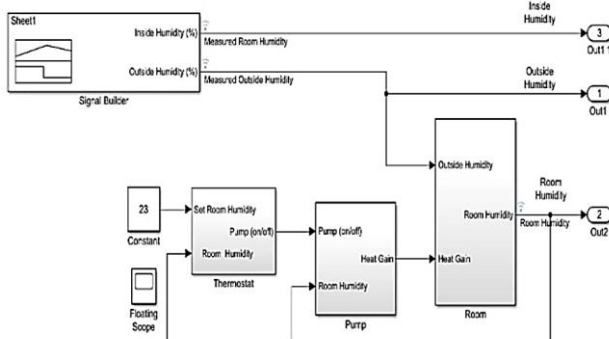 Sheet1
Inside Humidity (%)
Measured Room Humidity
Outside Humidity (%)
Measured Outside Humidity
Signal Builder
Inside
Humidity
3
Out1 1
Outside
Humidity
1
Out1
Outside Humidity
Room Humidity
Heat Gain
Room
Room
Humidity
Room Humidity
2
Out2
23
Constant
Set Room Humidity
Pump (on/off)
Room Humidity
Thermostat
Pump (on/off)
Heat Gain
Room Humidity
Pump
Floating
Scope